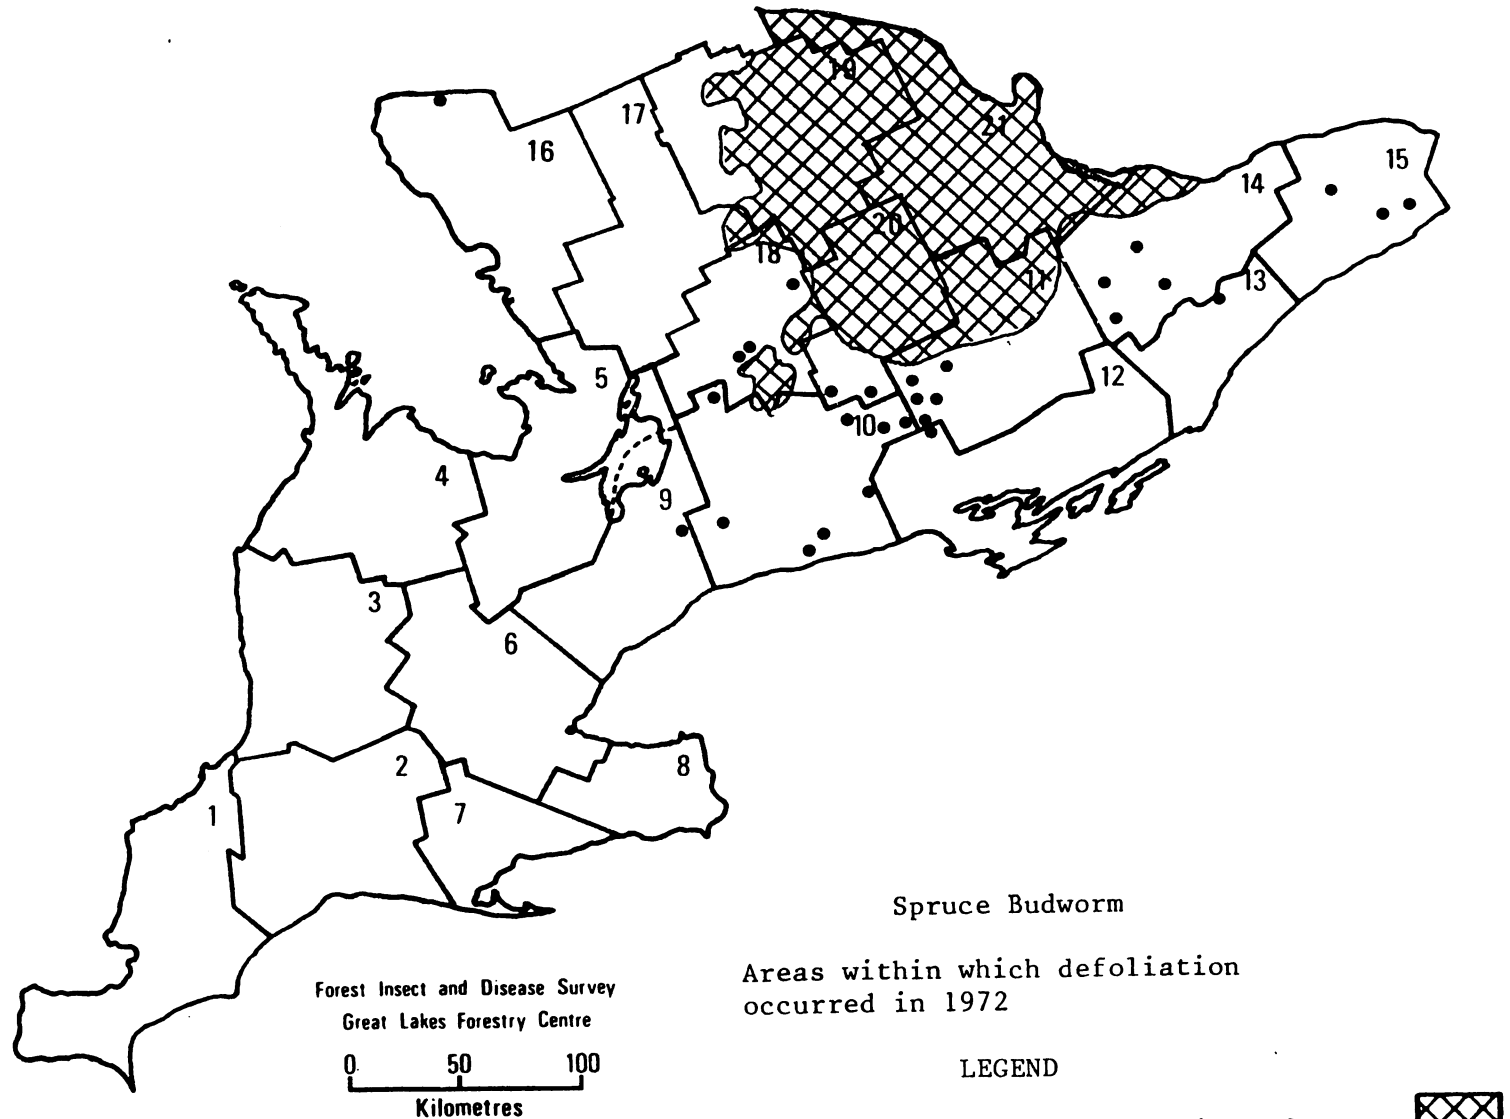 19
17
21
16
15
14
20
18
11
13
5
12
10
4
9
3
6
2
8
1
7
Spruce Budworm
Areas within which defoliation
occurred in 1972
Forest Insect and Disease Survey
Great Lakes Forestry Centre
0 50 100
Kilometres
LEGEND